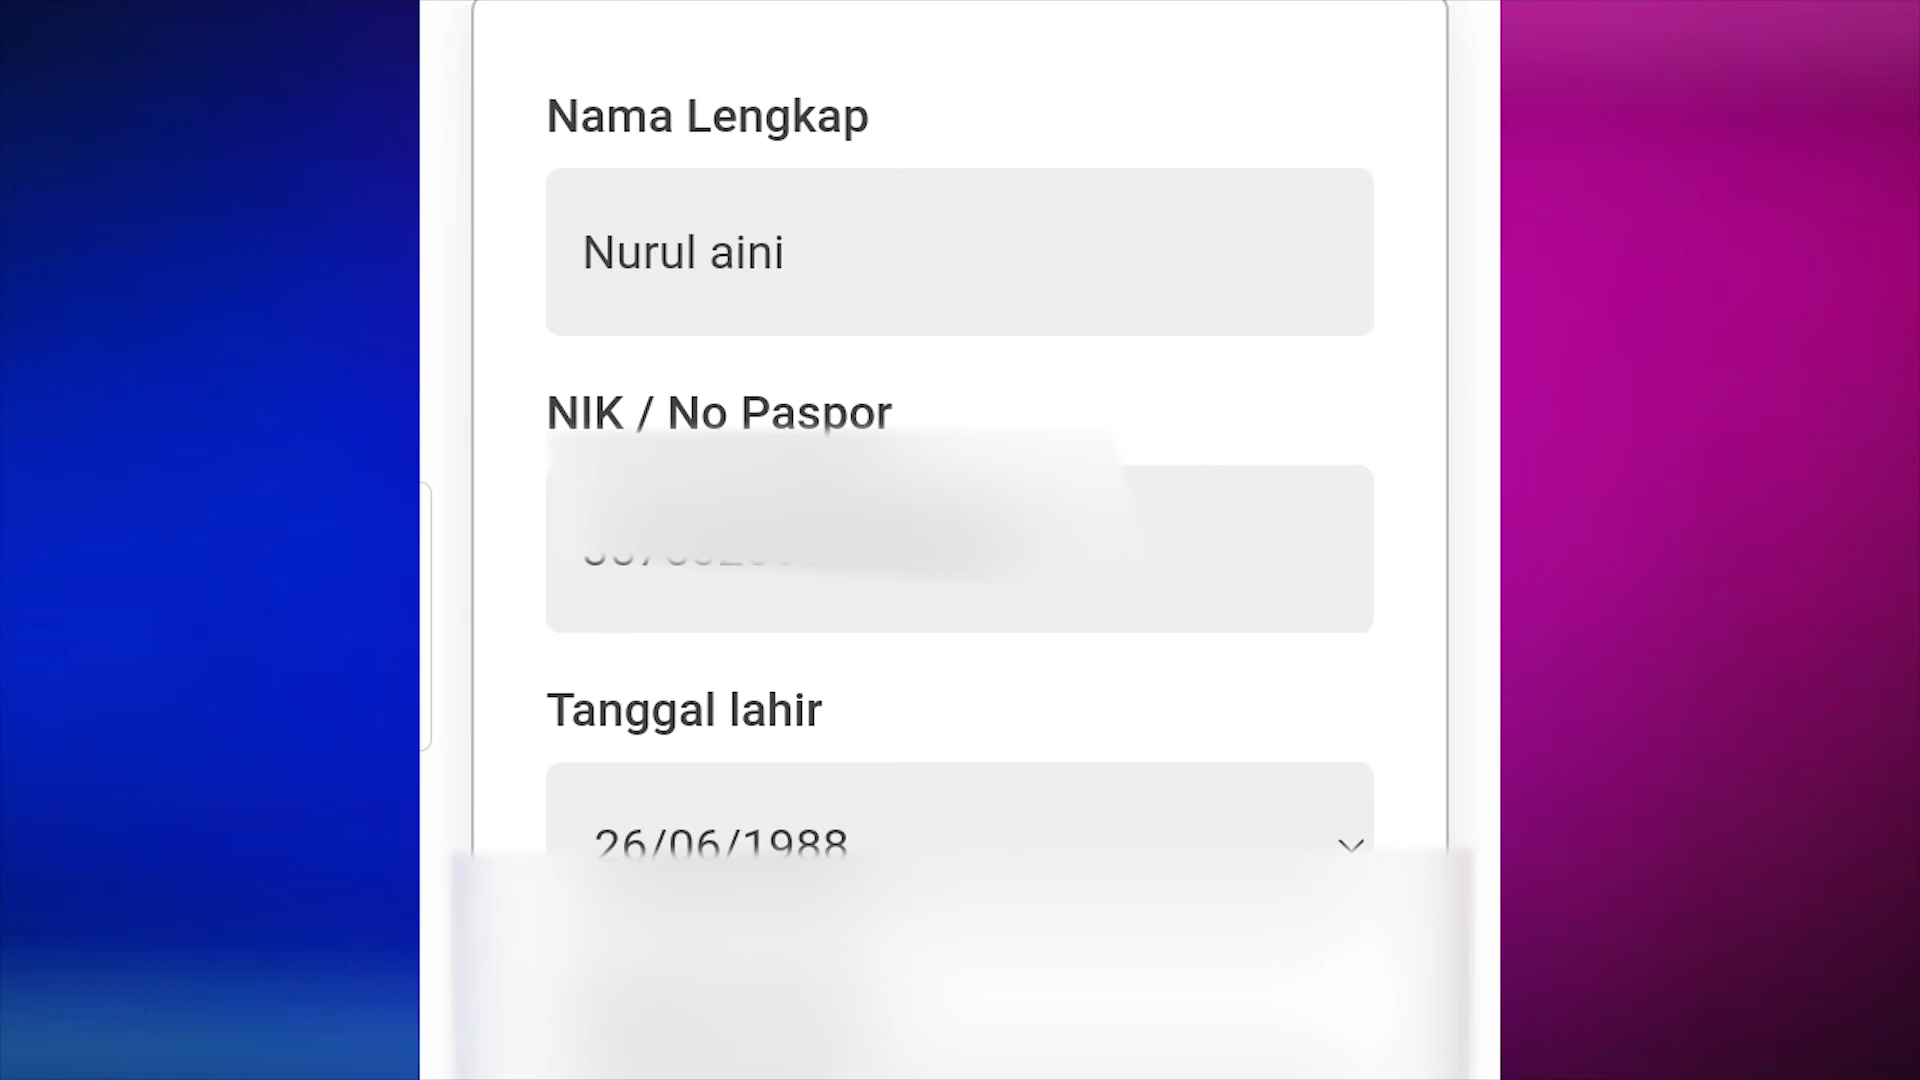 Nama Lengkap
Nurul aini
NIK / No Paspor
Tanggal lahir
26/06/1988